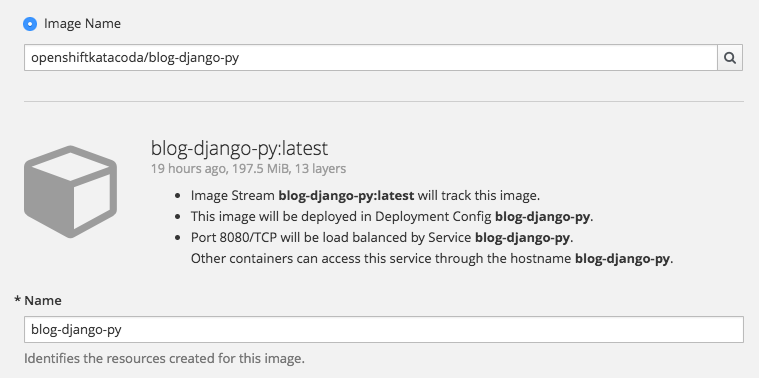 Image Name
openshiftkatacoda/blog-django-py
blog-django-py:latest
19 hours ago, 197.5 MiB, 13 layers
• Image Stream blog-django-py:latest will track this image.
• This image will be deployed in Deployment Config blog-django-py.
• Port 8080/TCP will be load balanced by Service blog-django-py.
Other containers can access this service through the hostname blog-django-py.
* Name
blog-django-py
Identifies the resources created for this image.